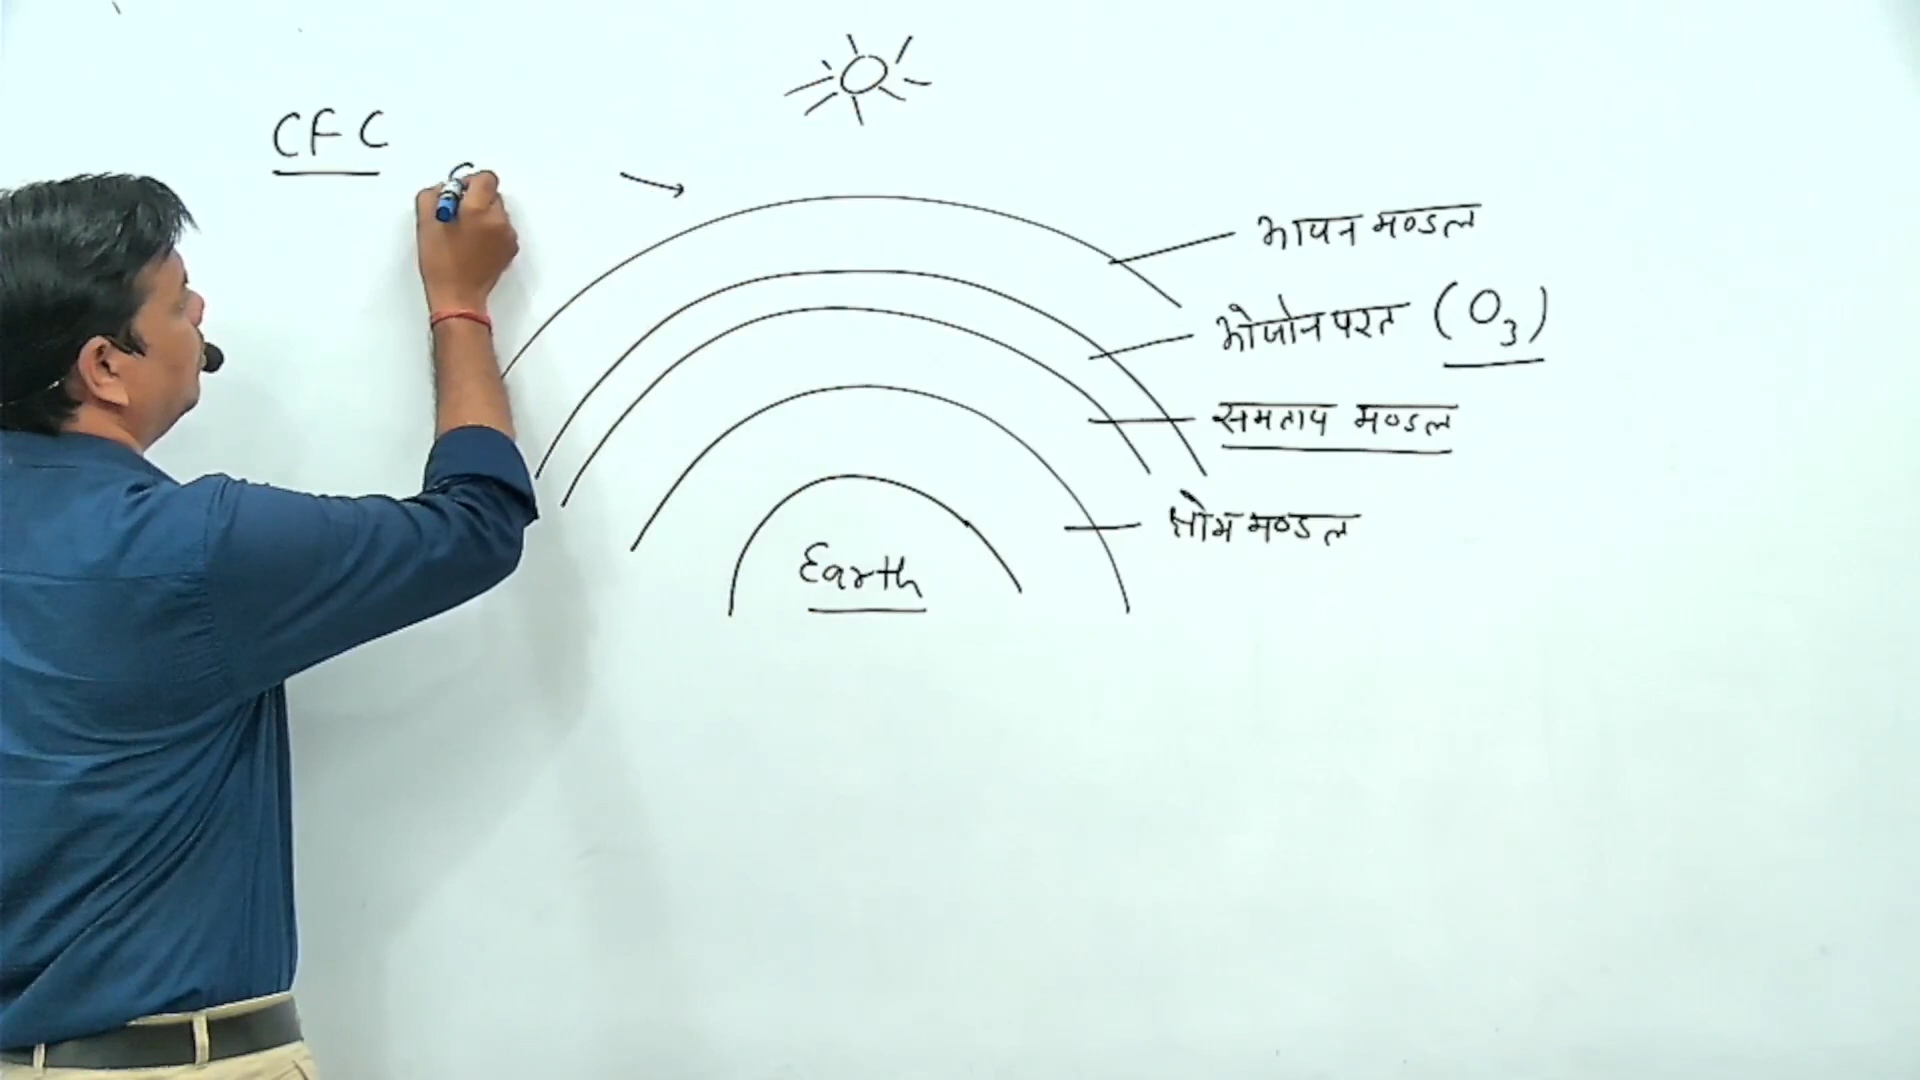 CFC
आयन मण्डल
ओजोन परत (O₃)
समताप मण्डल
क्षोभ मण्डल
Earth